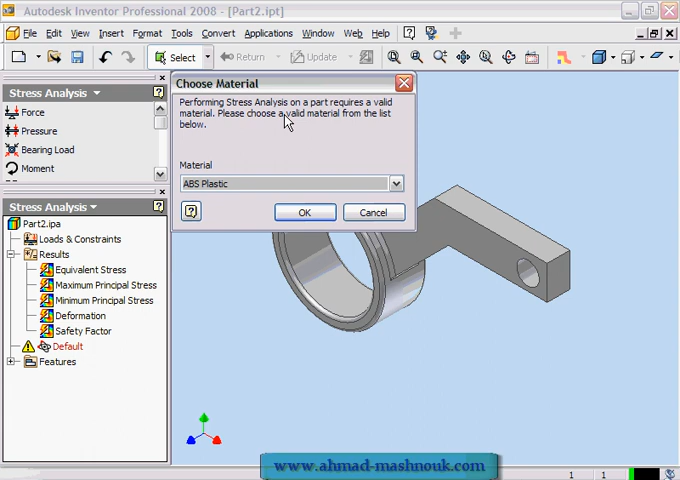 Autodesk Inventor Professional 2008 - [Part2.ipt]
File Edit View Insert Format Tools Convert Applications Window Web Help
Select Return Update
Stress Analysis
Force
Pressure
Bearing Load
Moment
Stress Analysis
Part2.ipa
Loads & Constraints
Results
Equivalent Stress
Maximum Principal Stress
Minimum Principal Stress
Deformation
Safety Factor
Default
Features
Choose Material
Performing Stress Analysis on a part requires a valid
material. Please choose a valid material from the list
below.
Material
ABS Plastic
OK Cancel
www.ahmad-mashnouk.com
1 1